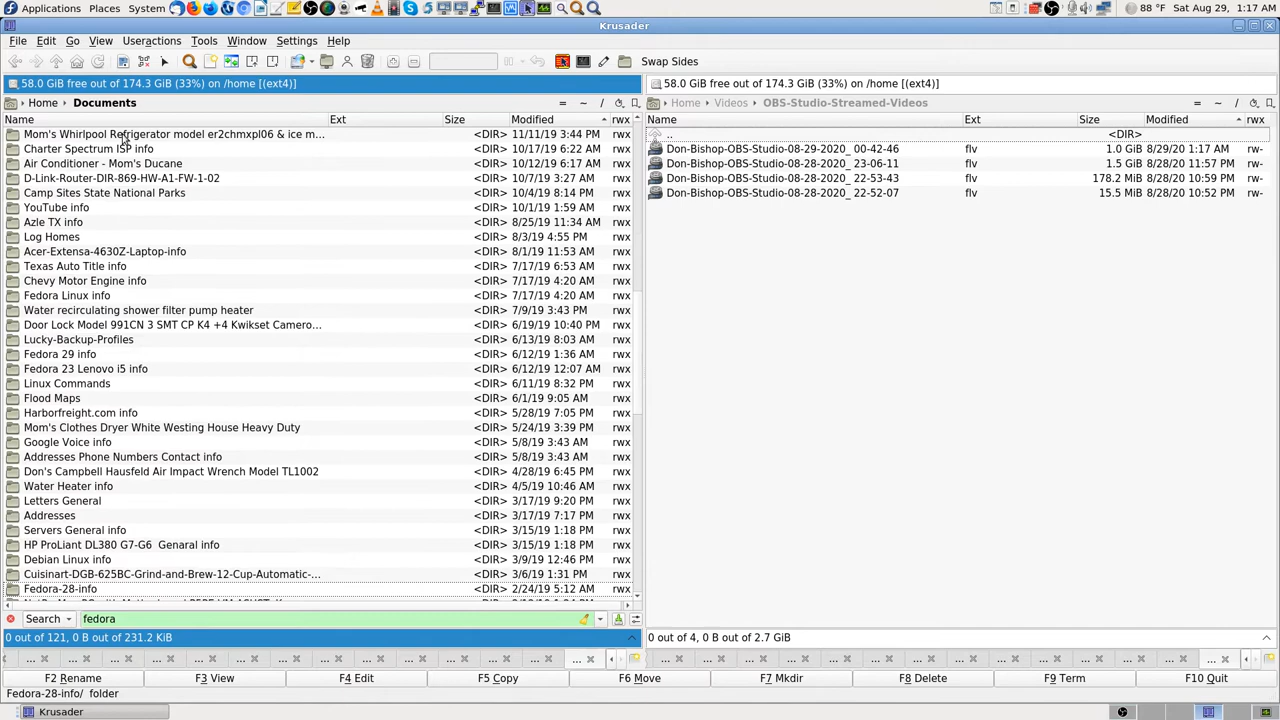 Applications Places System 88 °F Sat Aug 29, 1:17 AM
Krusader
File Edit Go View Useractions Tools Window Settings Help
Swap Sides
58.0 GiB free out of 174.3 GiB (33%) on /home [(ext4)] 58.0 GiB free out of 174.3 GiB (33%) on /home [(ext4)]
Home Documents = ~ / Home Videos OBS-Studio-Streamed-Videos = ~ /
Name Ext Size Modified rwx Name Ext Size Modified rwx
Mom's Whirlpool Refrigerator model er2chmxpl06 & ice m... <DIR> 11/11/19 3:44 PM rwx .. <DIR>
Charter Spectrum ISP info <DIR> 10/17/19 6:22 AM rwx Don-Bishop-OBS-Studio-08-29-2020_ 00-42-46 flv 1.0 GiB 8/29/20 1:17 AM rw-
Air Conditioner - Mom's Ducane <DIR> 10/12/19 6:17 AM rwx Don-Bishop-OBS-Studio-08-28-2020_ 23-06-11 flv 1.5 GiB 8/28/20 11:57 PM rw-
D-Link-Router-DIR-869-HW-A1-FW-1-02 <DIR> 10/7/19 3:27 AM rwx Don-Bishop-OBS-Studio-08-28-2020_ 22-53-43 flv 178.2 MiB 8/28/20 10:59 PM rw-
Camp Sites State National Parks <DIR> 10/4/19 8:14 PM rwx Don-Bishop-OBS-Studio-08-28-2020_ 22-52-07 flv 15.5 MiB 8/28/20 10:52 PM rw-
YouTube info <DIR> 10/1/19 1:59 AM rwx
Azle TX info <DIR> 8/25/19 11:34 AM rwx
Log Homes <DIR> 8/3/19 4:55 PM rwx
Acer-Extensa-4630Z-Laptop-info <DIR> 8/1/19 11:53 AM rwx
Texas Auto Title info <DIR> 7/17/19 6:53 AM rwx
Chevy Motor Engine info <DIR> 7/17/19 4:20 AM rwx
Fedora Linux info <DIR> 7/17/19 4:20 AM rwx
Water recirculating shower filter pump heater <DIR> 7/9/19 3:43 PM rwx
Door Lock Model 991CN 3 SMT CP K4 +4 Kwikset Camero... <DIR> 6/19/19 10:40 PM rwx
Lucky-Backup-Profiles <DIR> 6/13/19 8:03 AM rwx
Fedora 29 info <DIR> 6/12/19 1:36 AM rwx
Fedora 23 Lenovo i5 info <DIR> 6/12/19 12:07 AM rwx
Linux Commands <DIR> 6/11/19 8:32 PM rwx
Flood Maps <DIR> 6/1/19 9:05 AM rwx
Harborfreight.com info <DIR> 5/28/19 7:05 PM rwx
Mom's Clothes Dryer White Westing House Heavy Duty <DIR> 5/24/19 3:39 PM rwx
Google Voice info <DIR> 5/8/19 3:43 AM rwx
Addresses Phone Numbers Contact info <DIR> 5/8/19 3:43 AM rwx
Don's Campbell Hausfeld Air Impact Wrench Model TL1002 <DIR> 4/28/19 6:45 PM rwx
Water Heater info <DIR> 4/5/19 10:46 AM rwx
Letters General <DIR> 3/17/19 9:20 PM rwx
Addresses <DIR> 3/17/19 7:17 PM rwx
Servers General info <DIR> 3/15/19 1:18 PM rwx
HP ProLiant DL380 G7-G6 Genaral info <DIR> 3/15/19 1:18 PM rwx
Debian Linux info <DIR> 3/9/19 12:46 PM rwx
Cuisinart-DGB-625BC-Grind-and-Brew-12-Cup-Automatic-... <DIR> 3/6/19 1:31 PM rwx
Fedora-28-info <DIR> 2/24/19 5:12 AM rwx
Search fedora
0 out of 121, 0 B out of 231.2 KiB 0 out of 4, 0 B out of 2.7 GiB
... ... ... ... ... ... ... ... ... ... ... ... ... ... ... ... ... ... ... ... ... ... ... ... ...
F2 Rename F3 View F4 Edit F5 Copy F6 Move F7 Mkdir F8 Delete F9 Term F10 Quit
Fedora-28-info/ folder
Krusader